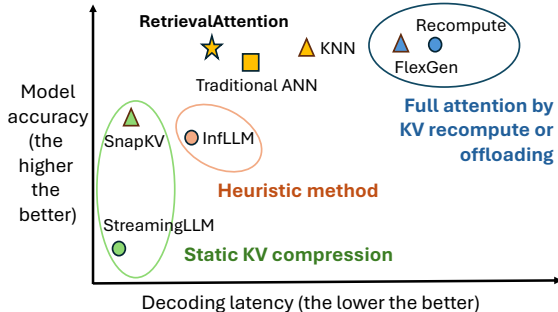 RetrievalAttention
Recompute
KNN
FlexGen
Traditional ANN
Model
accuracy
(the
higher
the
better)
SnapKV
InfLLM
Full attention by
KV recompute or
offloading
Heuristic method
StreamingLLM
Static KV compression
Decoding latency (the lower the better)